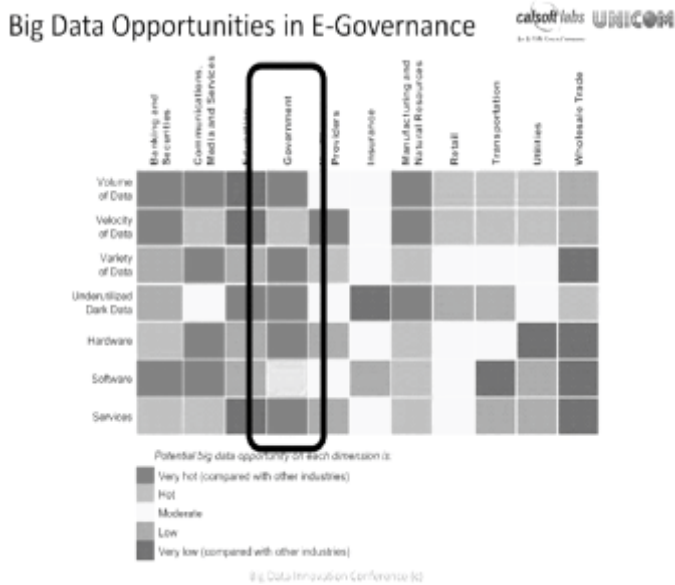 Big Data Opportunities in E-Governance
calsoft labs
UNICOM
Banking and
Securities
Communications,
Media and Services
Government
Providers
Insurance
Manufacturing and
Natural Resources
Retail
Transportation
Utilities
Wholesale Trade
Volume
of Data
Velocity
of Data
Variety
of Data
Underutilized
Dark Data
Hardware
Software
Services
Potential big data opportunity on each dimension is:
Very hot (compared with other industries)
Hot
Moderate
Low
Very low (compared with other industries)
Big Data Innovation Conference (c)